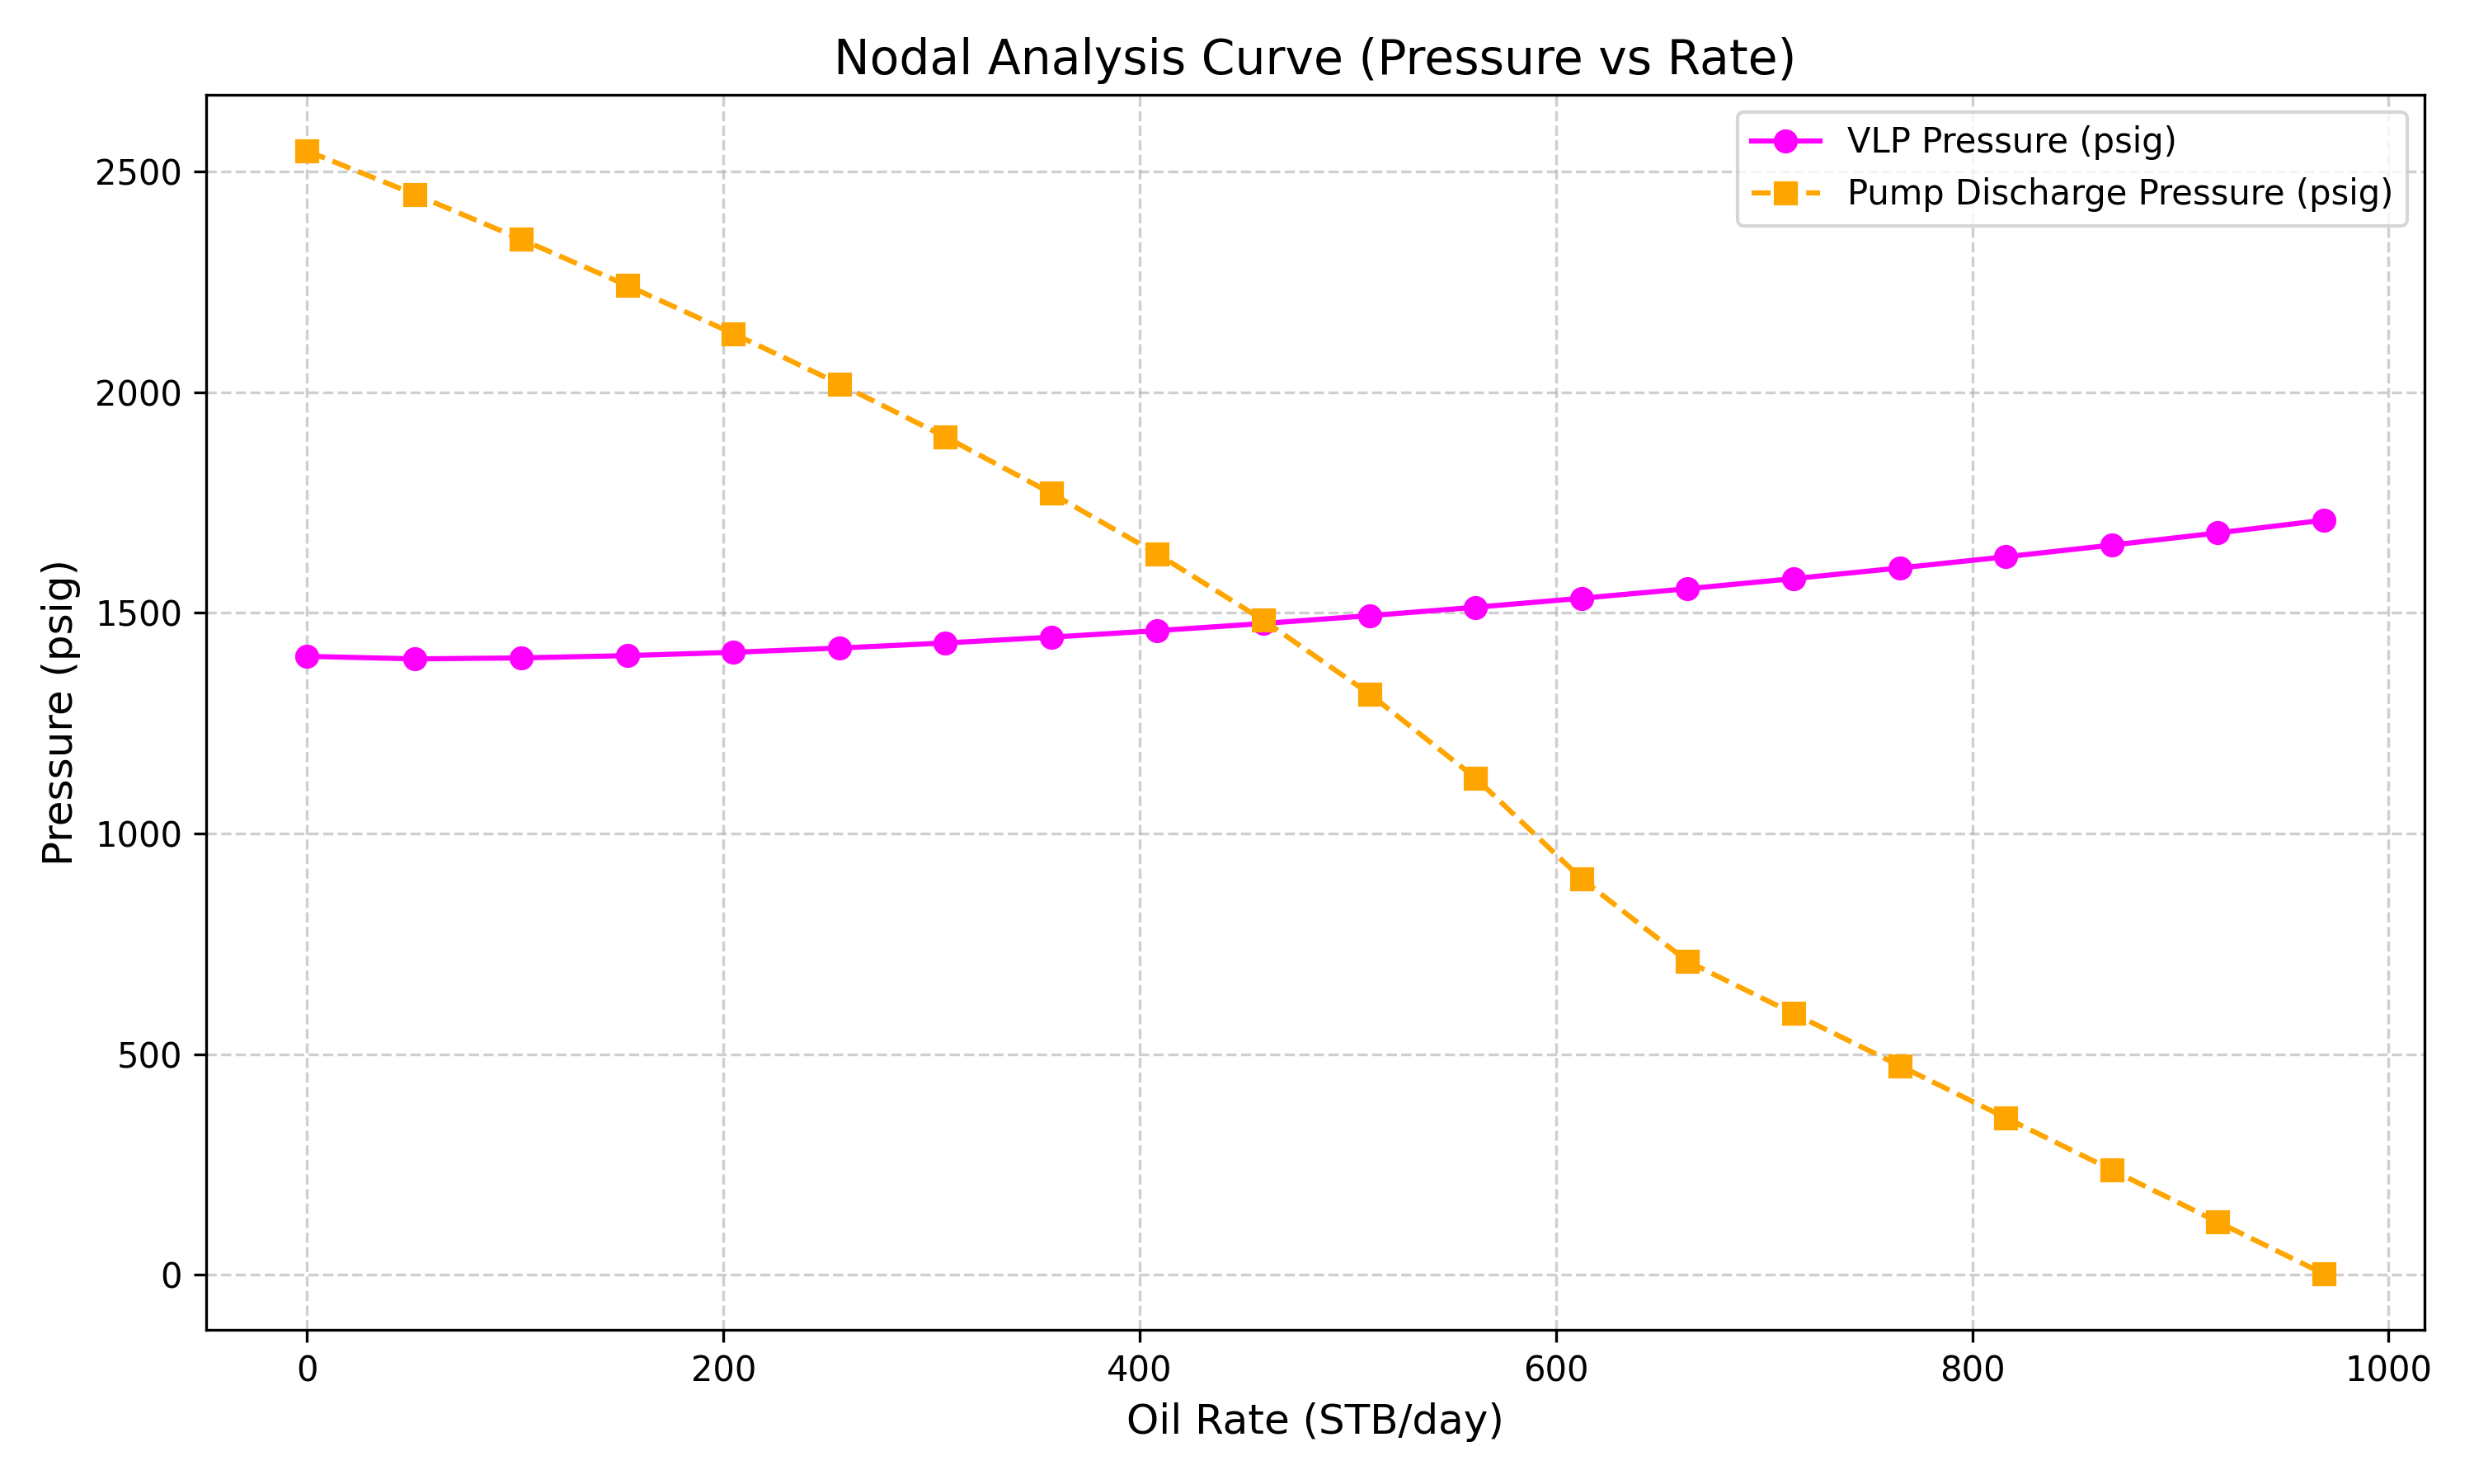 Nodal Analysis Curve (Pressure vs Rate)
VLP Pressure (psig)
Pump Discharge Pressure (psig)
Pressure (psig)
2500
2000
1500
1000
500
0
0 200 400 600 800 1000
Oil Rate (STB/day)